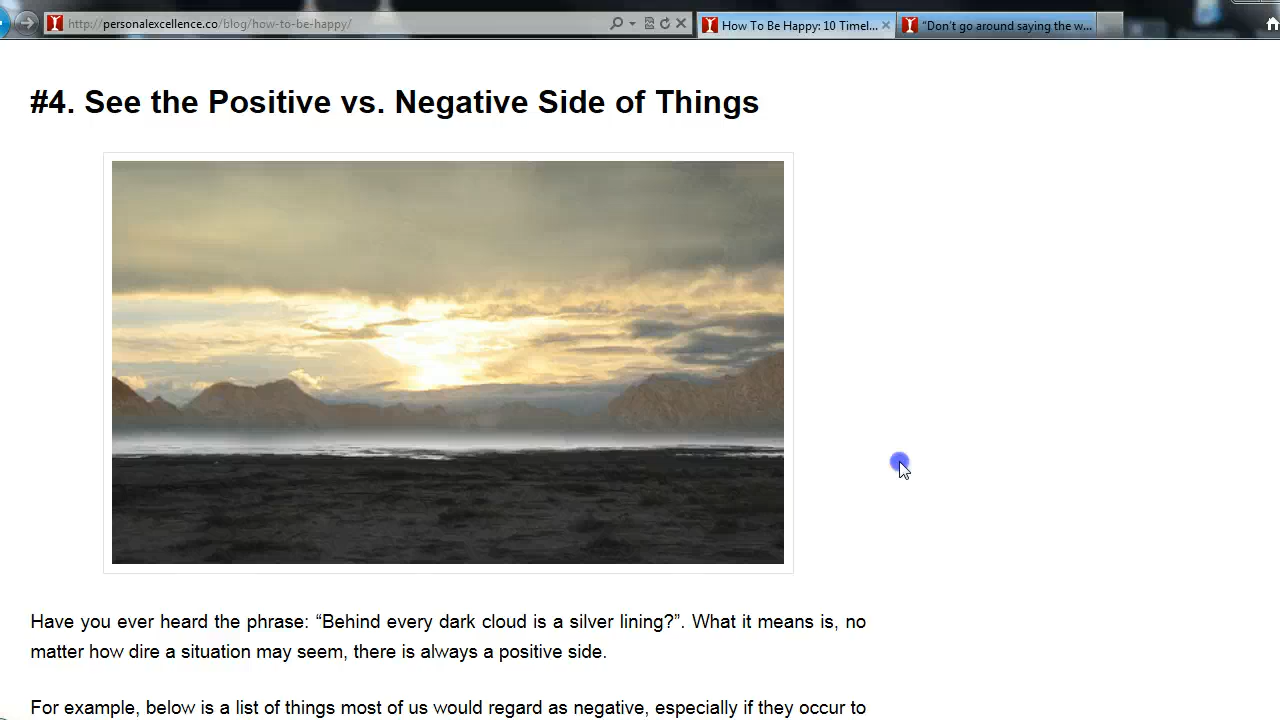 http://personalexcellence.co/blog/how-to-be-happy/
How To Be Happy: 10 Timel...
“Don’t go around saying the w...
#4. See the Positive vs. Negative Side of Things
Have you ever heard the phrase: “Behind every dark cloud is a silver lining?”. What it means is, no
matter how dire a situation may seem, there is always a positive side.
For example, below is a list of things most of us would regard as negative, especially if they occur to